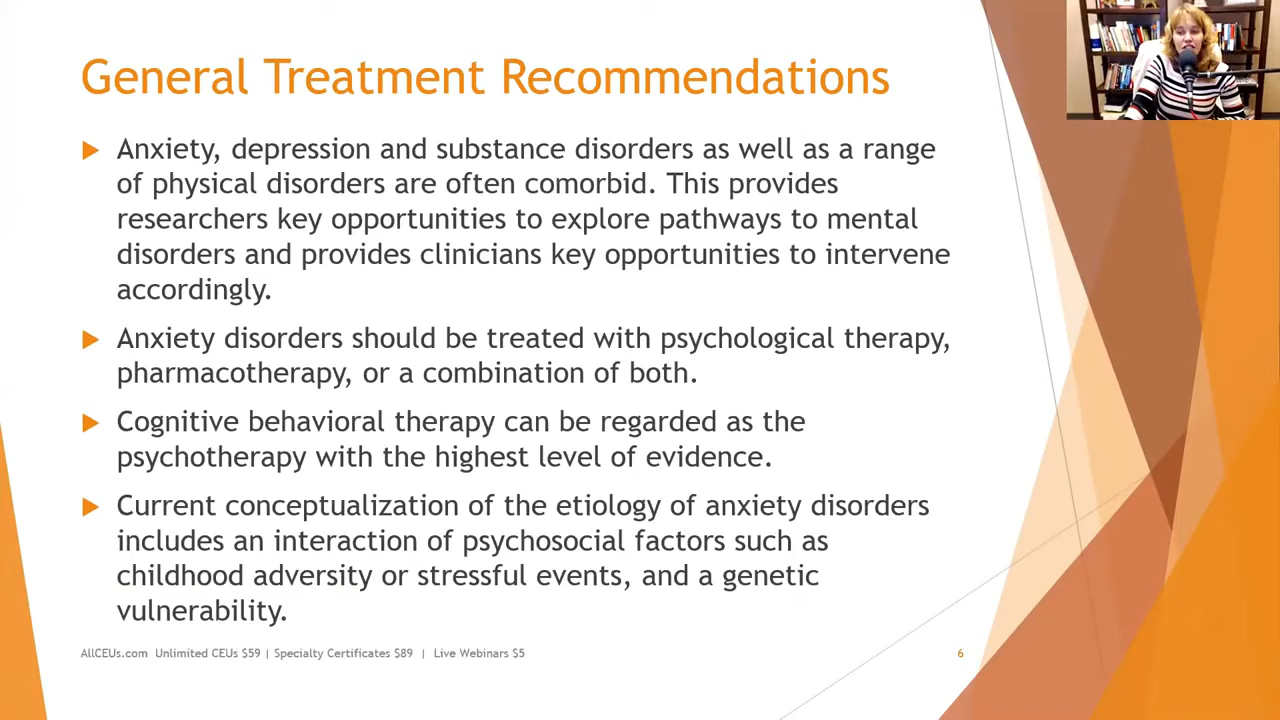 General Treatment Recommendations
Anxiety, depression and substance disorders as well as a range
of physical disorders are often comorbid. This provides
researchers key opportunities to explore pathways to mental
disorders and provides clinicians key opportunities to intervene
accordingly.
Anxiety disorders should be treated with psychological therapy,
pharmacotherapy, or a combination of both.
Cognitive behavioral therapy can be regarded as the
psychotherapy with the highest level of evidence.
Current conceptualization of the etiology of anxiety disorders
includes an interaction of psychosocial factors such as
childhood adversity or stressful events, and a genetic
vulnerability.
AllCEUs.com Unlimited CEUs $59 | Specialty Certificates $89 | Live Webinars $5
6